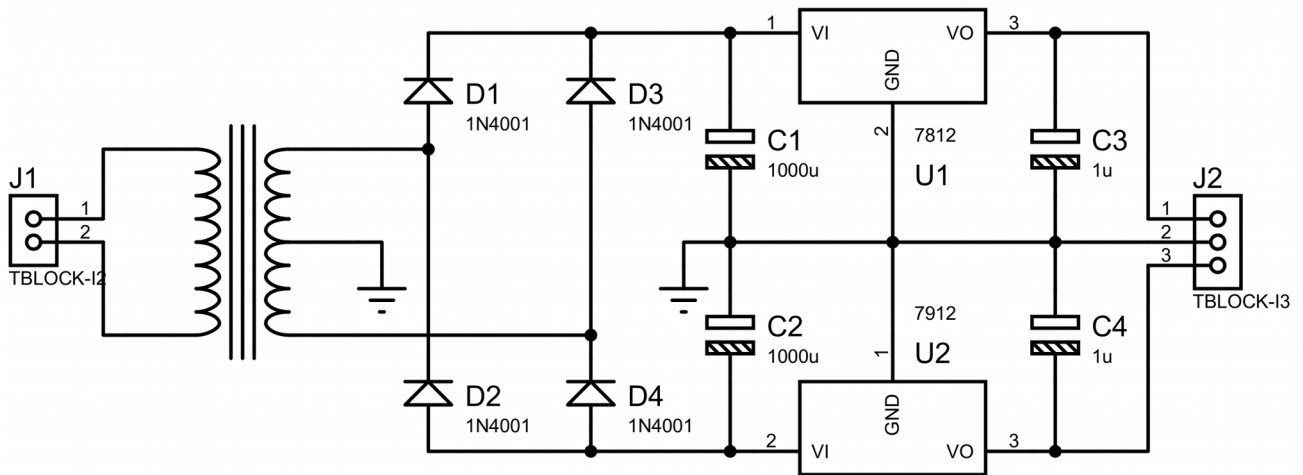 J1
1
2
TBLOCK-I2
D1
1N4001
D3
1N4001
D2
1N4001
D4
1N4001
C1
1000u
C2
1000u
1
VI
VO
3
GND
2
7812
U1
7912
U2
1
GND
2
VI
VO
3
C3
1u
C4
1u
J2
1
2
3
TBLOCK-I3